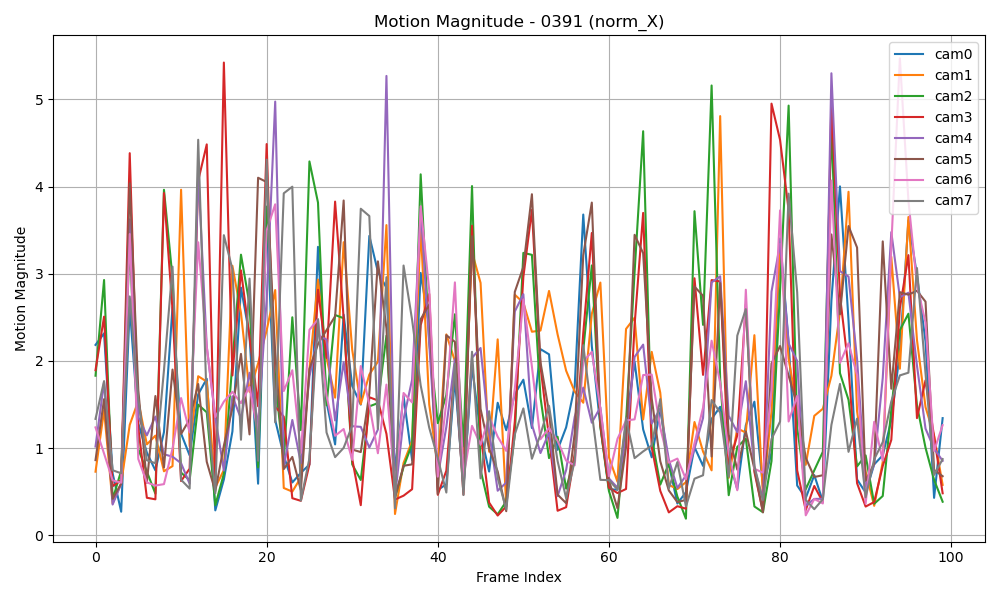 Motion Magnitude - 0391 (norm_X)
Motion Magnitude
5
4
3
2
1
0
0 20 40 60 80 100
Frame Index
cam0
cam1
cam2
cam3
cam4
cam5
cam6
cam7